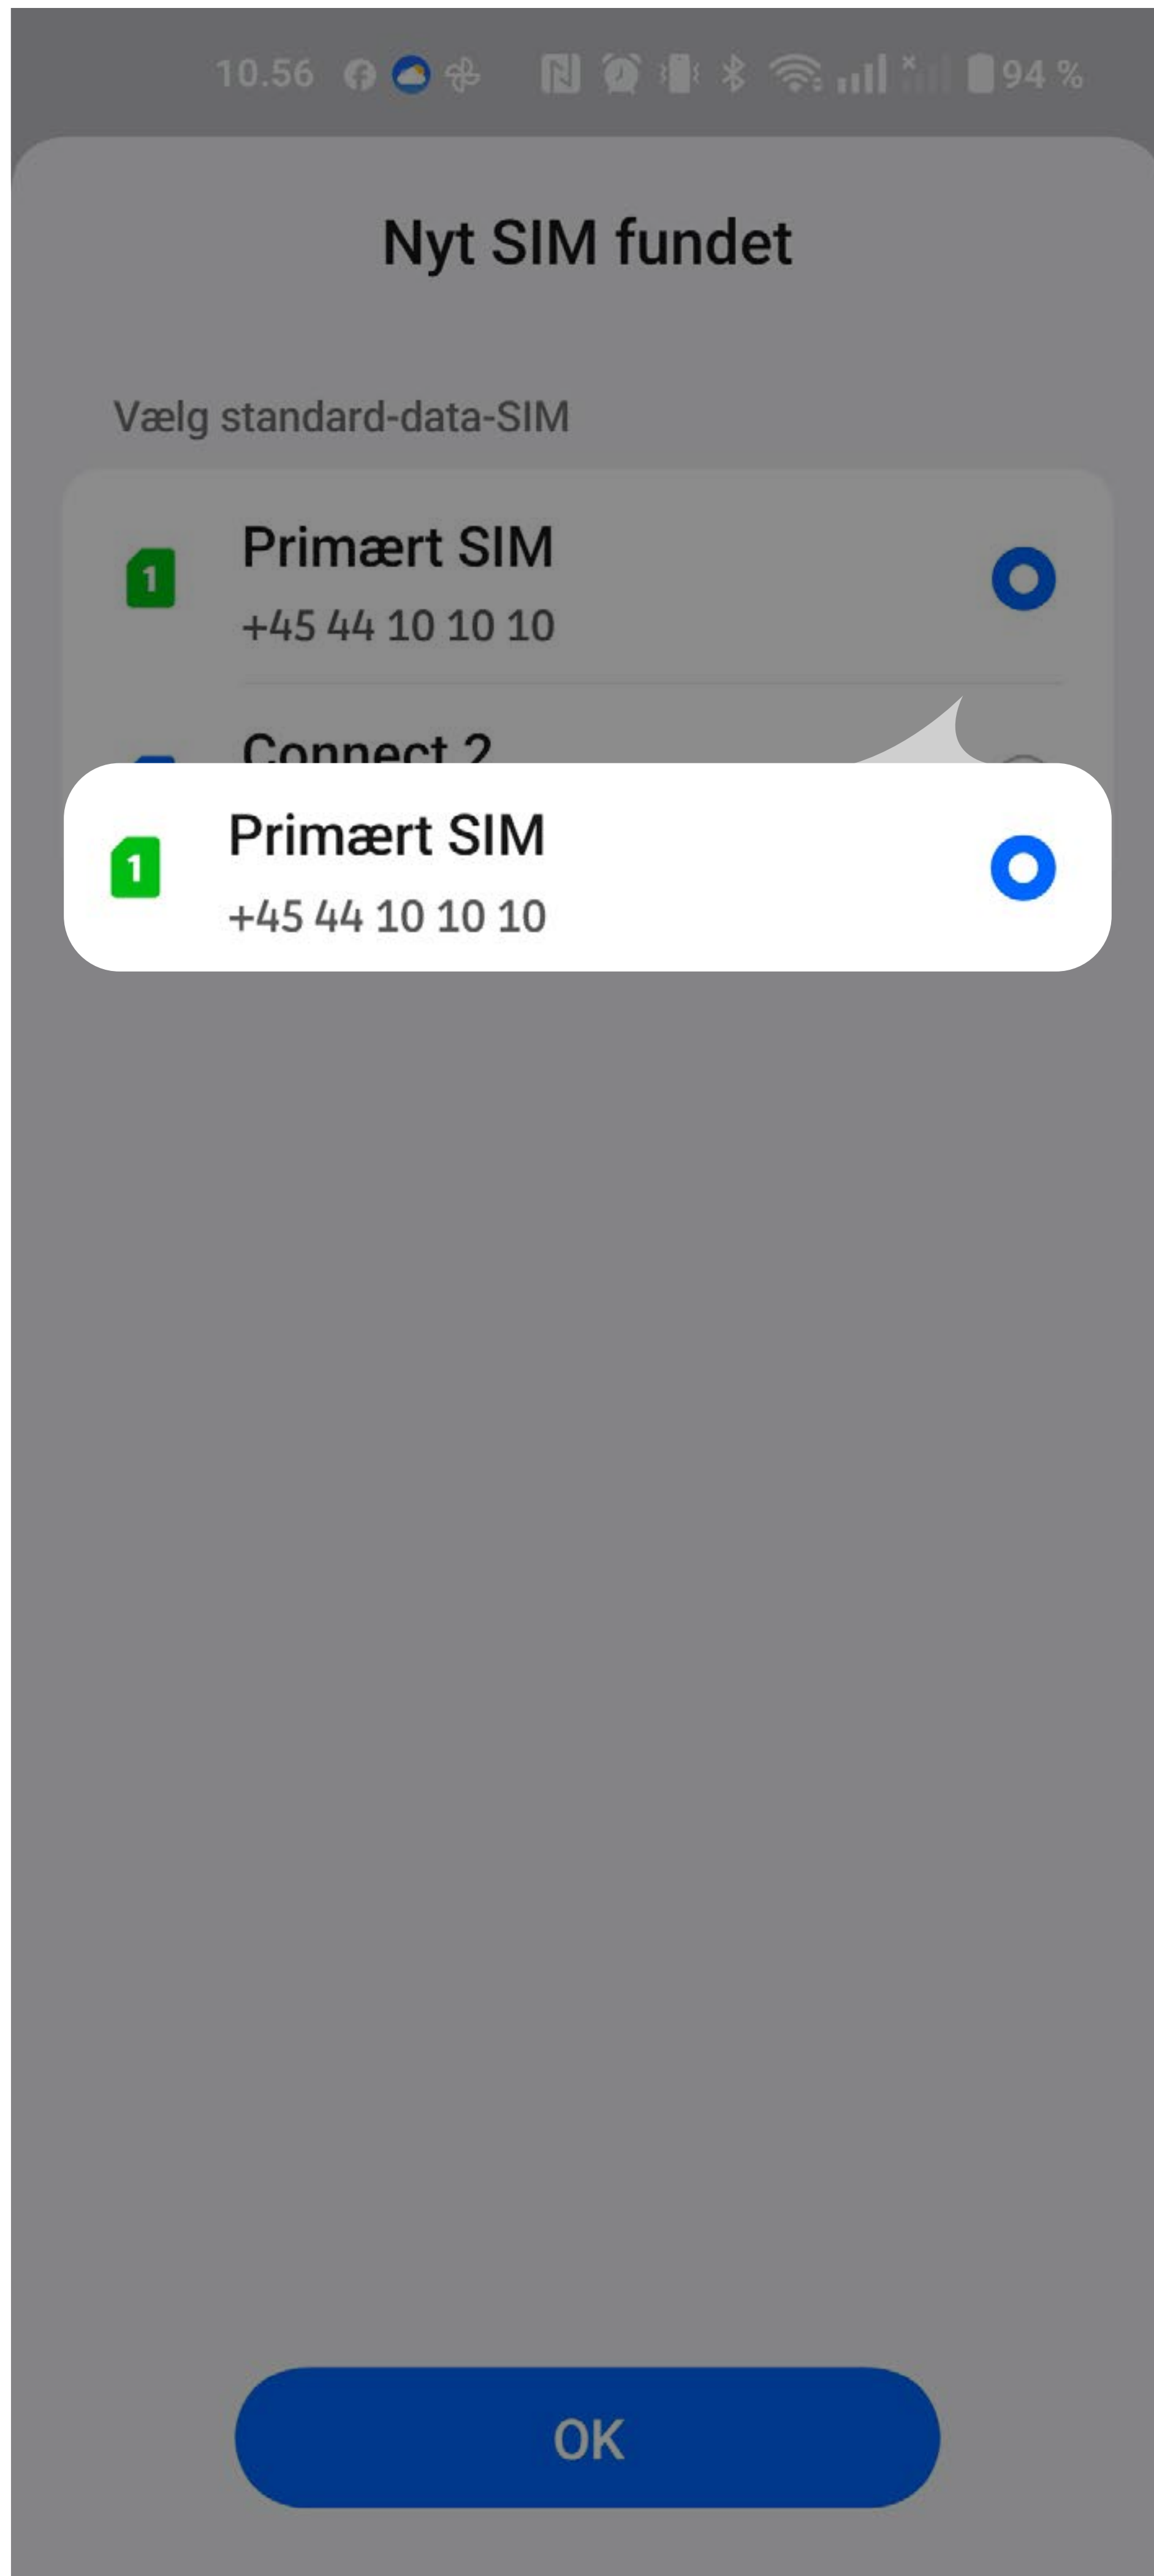 10.56 94 %
Nyt SIM fundet
Vælg standard-data-SIM
1
Primært SIM
+45 44 10 10 10
Connect 2
1
Primært SIM
+45 44 10 10 10
OK